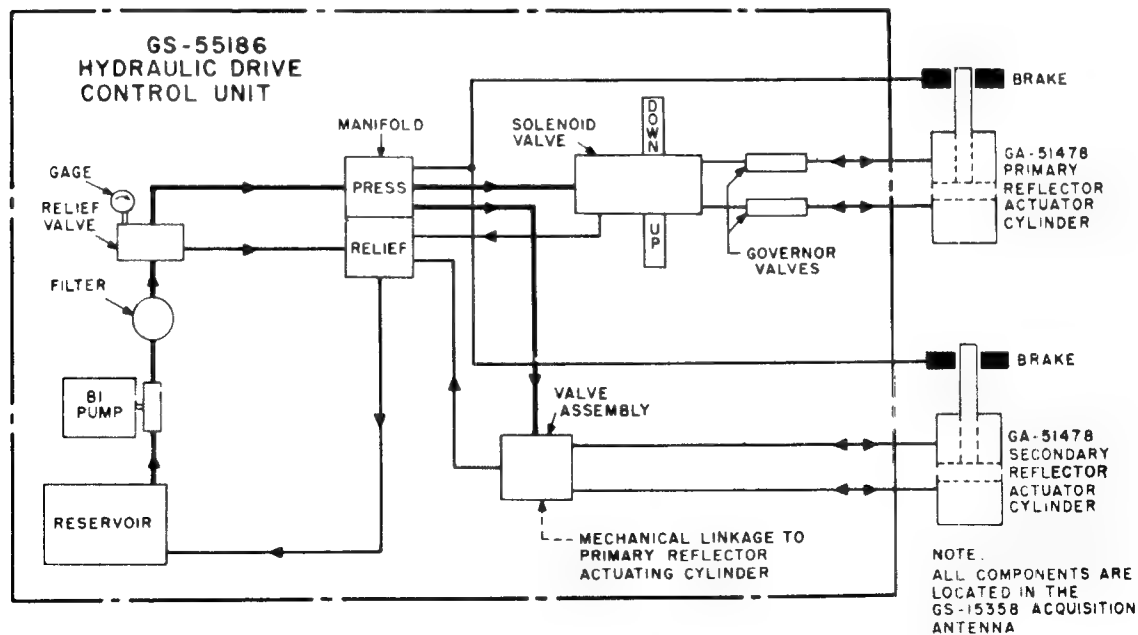 GS-55186
HYDRAULIC DRIVE
CONTROL UNIT
MANIFOLD
SOLENOID
VALVE
DOWN
UP
BRAKE
GAGE
RELIEF
VALVE
PRESS
RELIEF
GA-51478
PRIMARY
REFLECTOR
ACTUATOR
CYLINDER
GOVERNOR
VALVES
FILTER
BI
PUMP
VALVE
ASSEMBLY
BRAKE
RESERVOIR
GA-51478
SECONDARY
REFLECTOR
ACTUATOR
CYLINDER
MECHANICAL LINKAGE TO
PRIMARY REFLECTOR
ACTUATING CYLINDER
NOTE.
ALL COMPONENTS ARE
LOCATED IN THE
GS-15358 ACQUISITION
ANTENNA